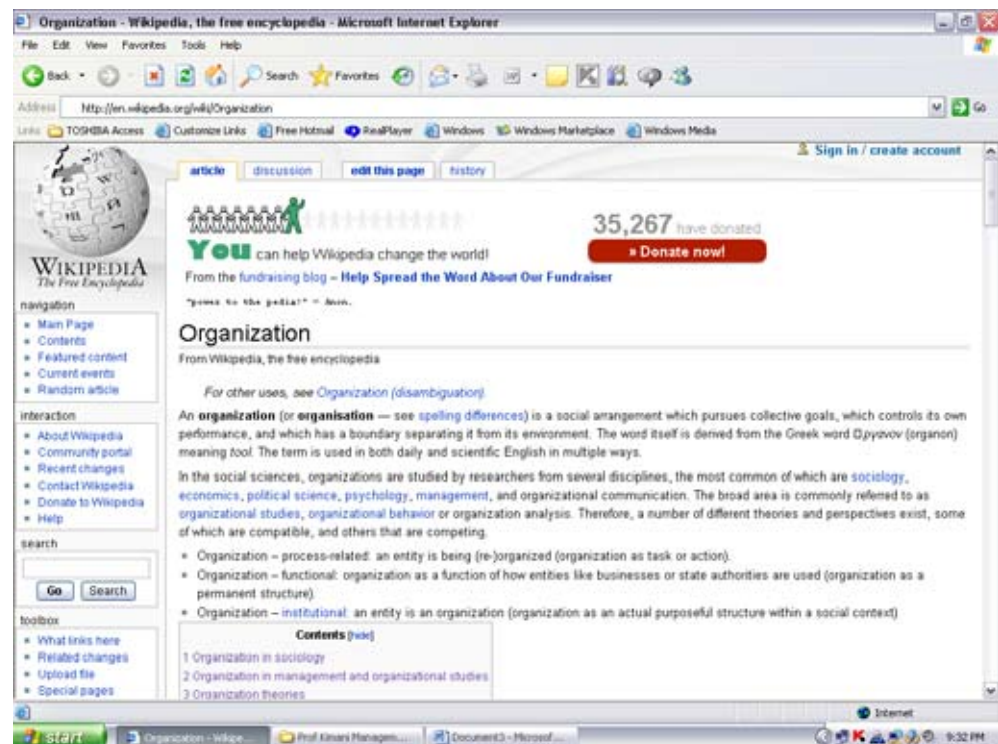 Organization - Wikipedia, the free encyclopedia - Microsoft Internet Explorer
File Edit View Favorites Tools Help
Back Search Favorites
Address http://en.wikipedia.org/wiki/Organization Go
Links TOSHIBA Access Customize Links Free Hotmail RealPlayer Windows Windows Marketplace Windows Media
Sign in / create account
article discussion edit this page history
35,267 have donated
You can help Wikipedia change the world!
» Donate now!
From the fundraising blog – Help Spread the Word About Our Fundraiser
"power to the pedia!" – Anon.
WIKIPEDIA
The Free Encyclopedia
navigation
Main Page
Contents
Featured content
Current events
Random article
interaction
About Wikipedia
Community portal
Recent changes
Contact Wikipedia
Donate to Wikipedia
Help
search
Go Search
toolbox
What links here
Related changes
Upload file
Special pages
Organization
From Wikipedia, the free encyclopedia
For other uses, see Organization (disambiguation).
An organization (or organisation — see spelling differences) is a social arrangement which pursues collective goals, which controls its own
performance, and which has a boundary separating it from its environment. The word itself is derived from the Greek word □ργανον (organon)
meaning tool. The term is used in both daily and scientific English in multiple ways.
In the social sciences, organizations are studied by researchers from several disciplines, the most common of which are sociology,
economics, political science, psychology, management, and organizational communication. The broad area is commonly referred to as
organizational studies, organizational behavior or organization analysis. Therefore, a number of different theories and perspectives exist, some
of which are compatible, and others that are competing.
Organization – process-related: an entity is being (re-)organized (organization as task or action).
Organization – functional: organization as a function of how entities like businesses or state authorities are used (organization as a
permanent structure).
Organization – institutional: an entity is an organization (organization as an actual purposeful structure within a social context)
Contents [hide]
1 Organization in sociology
2 Organization in management and organizational studies
3 Organization theories
Internet
start Organization - Wikipe... Prof Kimani Managem... Document3 - Microsof... 9:32 PM